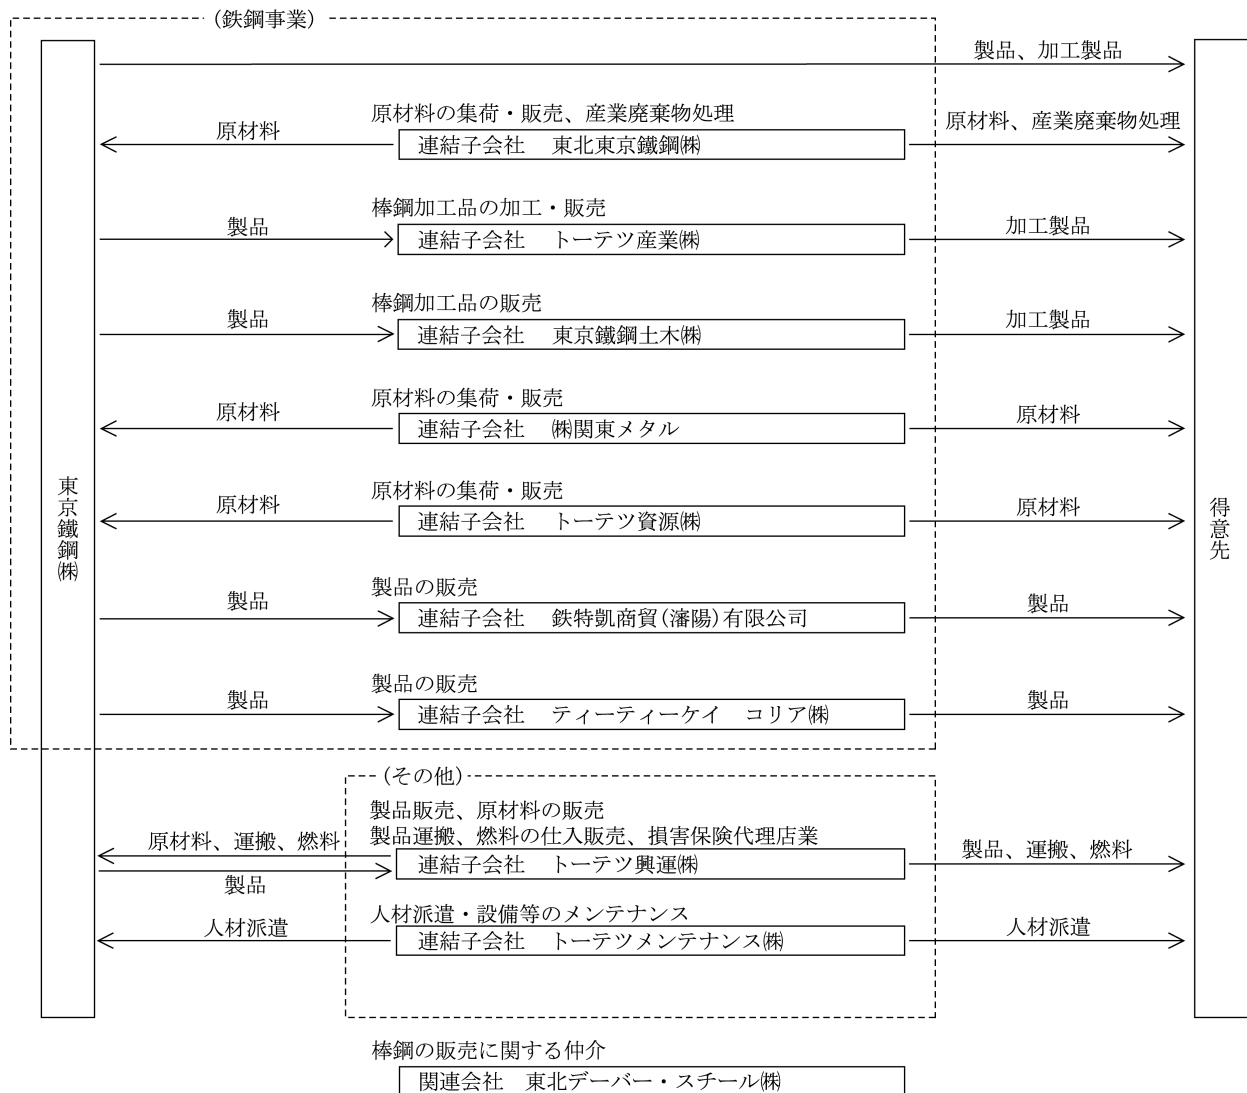 (鉄鋼事業)
製品、加工製品
原材料の集荷・販売、産業廃棄物処理
原材料
連結子会社　東北東京鐵鋼㈱
原材料、産業廃棄物処理
棒鋼加工品の加工・販売
製品
連結子会社　トーテツ産業㈱
加工製品
棒鋼加工品の販売
製品
連結子会社　東京鐵鋼土木㈱
加工製品
原材料の集荷・販売
原材料
連結子会社　㈱関東メタル
原材料
東京鐵鋼㈱
得意先
原材料の集荷・販売
原材料
連結子会社　トーテツ資源㈱
原材料
製品の販売
製品
連結子会社　鉄特凱商貿(瀋陽)有限公司
製品
製品の販売
製品
連結子会社　ティーティーケイ　コリア㈱
製品
(その他)
製品販売、原材料の販売
製品運搬、燃料の仕入販売、損害保険代理店業
原材料、運搬、燃料
製品
連結子会社　トーテツ興運㈱
製品、運搬、燃料
人材派遣・設備等のメンテナンス
人材派遣
連結子会社　トーテツメンテナンス㈱
人材派遣
棒鋼の販売に関する仲介
関連会社　東北デーバー・スチール㈱